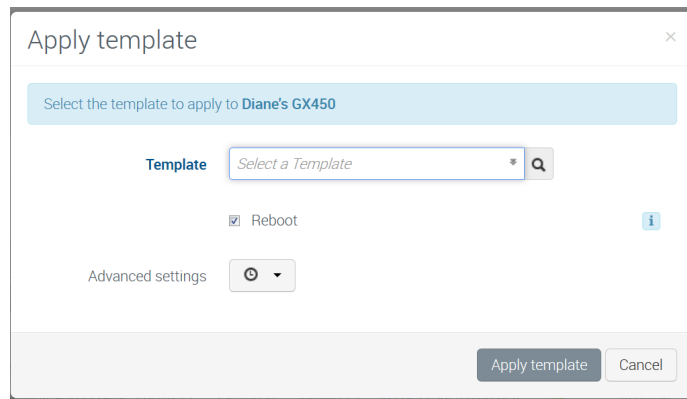 Apply template
×
Select the template to apply to Diane's GX450
Template Select a Template
Reboot
i
Advanced settings
Apply template Cancel